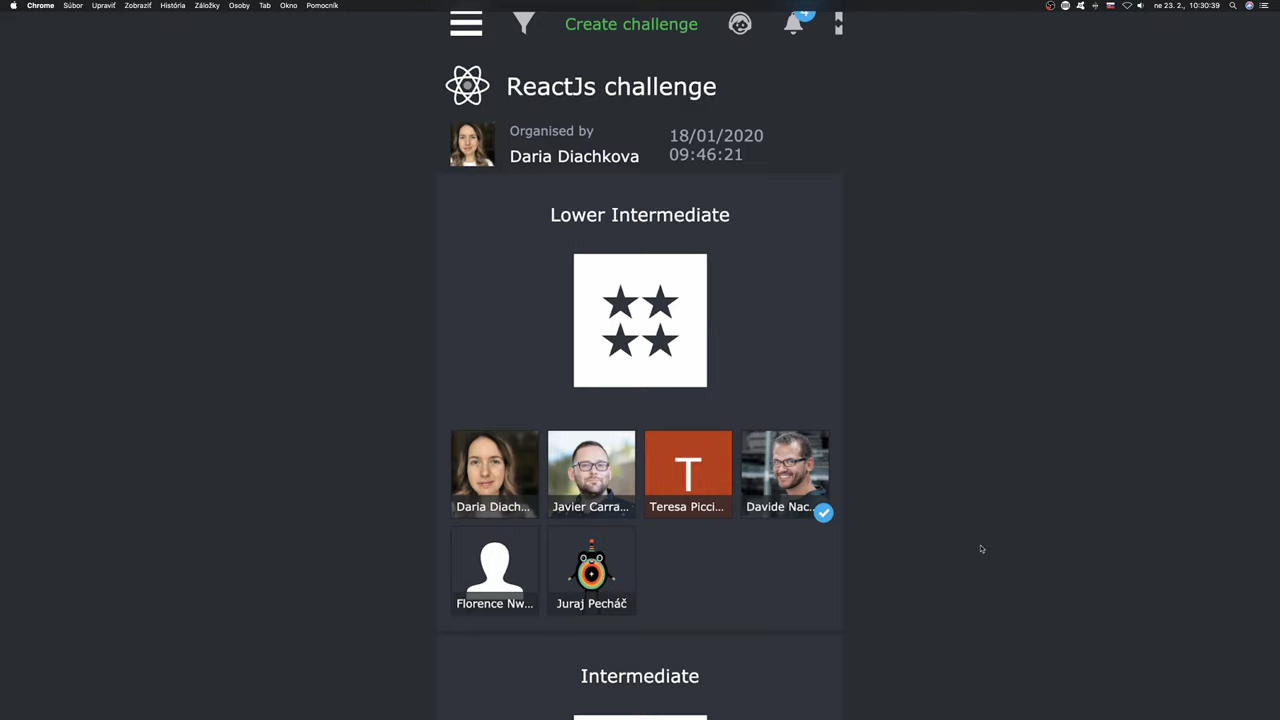 Chrome Súbor Upraviť Zobraziť História Záložky Osoby Tab Okno Pomocník ne 23. 2., 10:30:39
Create challenge
ReactJs challenge
Organised by
Daria Diachkova
18/01/2020
09:46:21
Lower Intermediate
T
Daria Diach...
Javier Carra...
Teresa Picci...
Davide Nac...
Florence Nw...
Juraj Pecháč
Intermediate